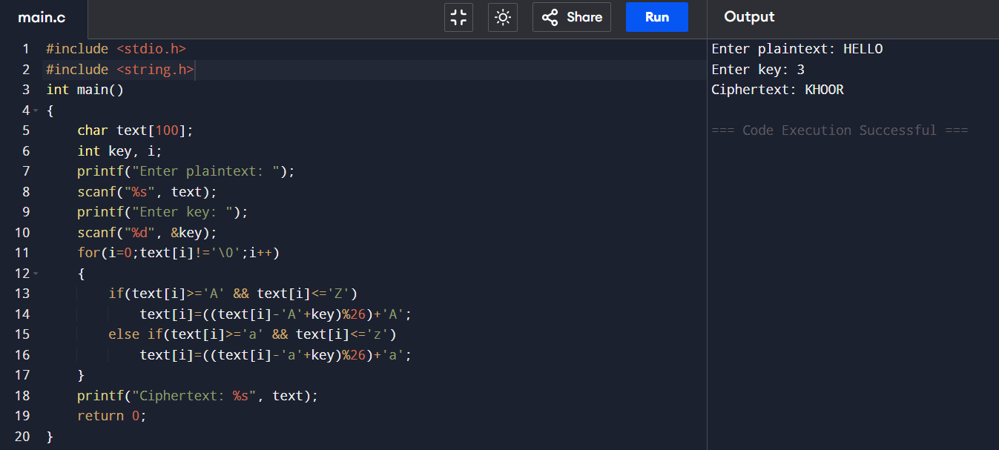 main.c
Share
Run
Output
1 #include <stdio.h>
2 #include <string.h>
3 int main()
4 {
5     char text[100];
6     int key, i;
7     printf("Enter plaintext: ");
8     scanf("%s", text);
9     printf("Enter key: ");
10     scanf("%d", &key);
11     for(i=0;text[i]!='\0';i++)
12     {
13         if(text[i]>='A' && text[i]<='Z')
14             text[i]=((text[i]-'A'+key)%26)+'A';
15         else if(text[i]>='a' && text[i]<='z')
16             text[i]=((text[i]-'a'+key)%26)+'a';
17     }
18     printf("Ciphertext: %s", text);
19     return 0;
20 }
Enter plaintext: HELLO
Enter key: 3
Ciphertext: KHOOR
=== Code Execution Successful ===